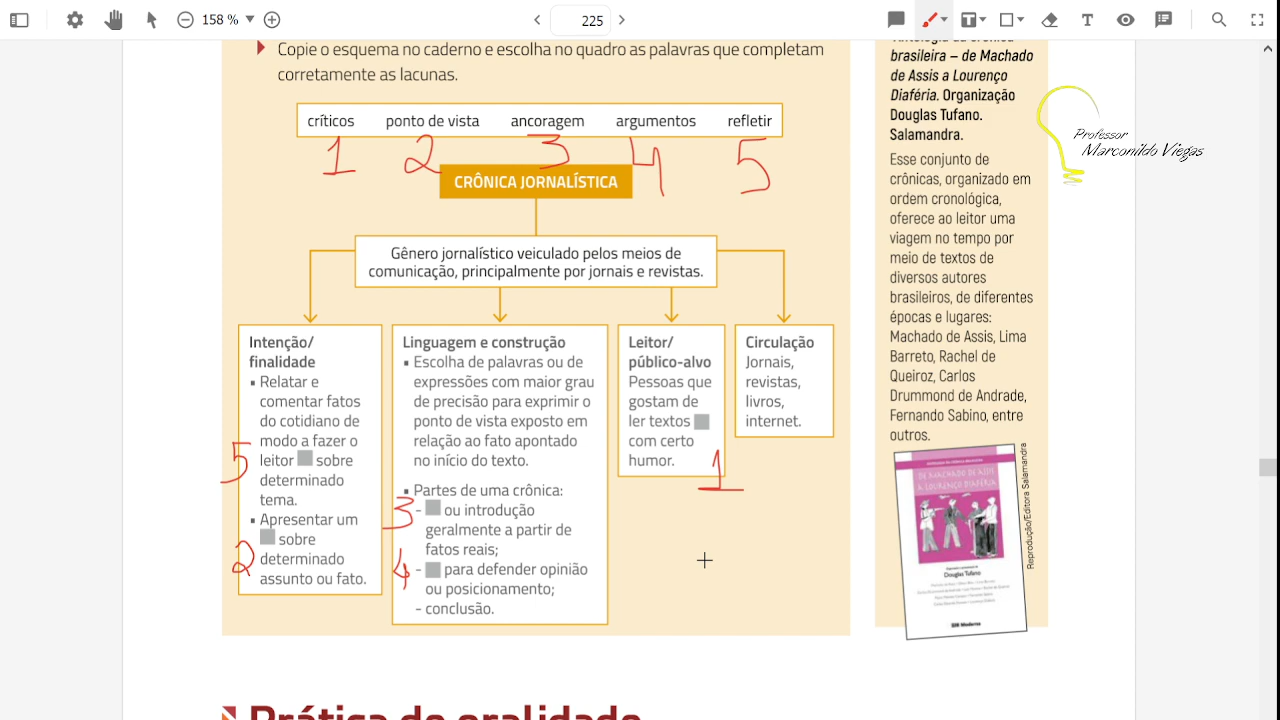 158 %
225
Copie o esquema no caderno e escolha no quadro as palavras que completam
corretamente as lacunas.
críticos ponto de vista ancoragem argumentos refletir
1 2 3 4 5
CRÔNICA JORNALÍSTICA
Gênero jornalístico veiculado pelos meios de
comunicação, principalmente por jornais e revistas.
Intenção/
finalidade
▪ Relatar e
comentar fatos
do cotidiano de
modo a fazer o
5 leitor ■ sobre
determinado
tema.
▪ Apresentar um
■ sobre
2 determinado
assunto ou fato.
Linguagem e construção
▪ Escolha de palavras ou de
expressões com maior grau
de precisão para exprimir o
ponto de vista exposto em
relação ao fato apontado
no início do texto.
▪ Partes de uma crônica:
3 - ■ ou introdução
geralmente a partir de
fatos reais;
4 - ■ para defender opinião
ou posicionamento;
- conclusão.
Leitor/
público-alvo
Pessoas que
gostam de
ler textos ■
com certo
humor.
1
Circulação
Jornais,
revistas,
livros,
internet.
Antologia da crônica
brasileira – de Machado
de Assis a Lourenço
Diaféria. Organização
Douglas Tufano.
Salamandra.
Esse conjunto de
crônicas, organizado em
ordem cronológica,
oferece ao leitor uma
viagem no tempo por
meio de textos de
diversos autores
brasileiros, de diferentes
épocas e lugares:
Machado de Assis, Lima
Barreto, Rachel de
Queiroz, Carlos
Drummond de Andrade,
Fernando Sabino, entre
outros.
Professor
Marconildo Viegas
DE MACHADO DE ASSIS
A LOURENÇO DIAFÉRIA
Douglas Tufano
Moderna
Reprodução/Editora Salamandra
Prática de oralidade